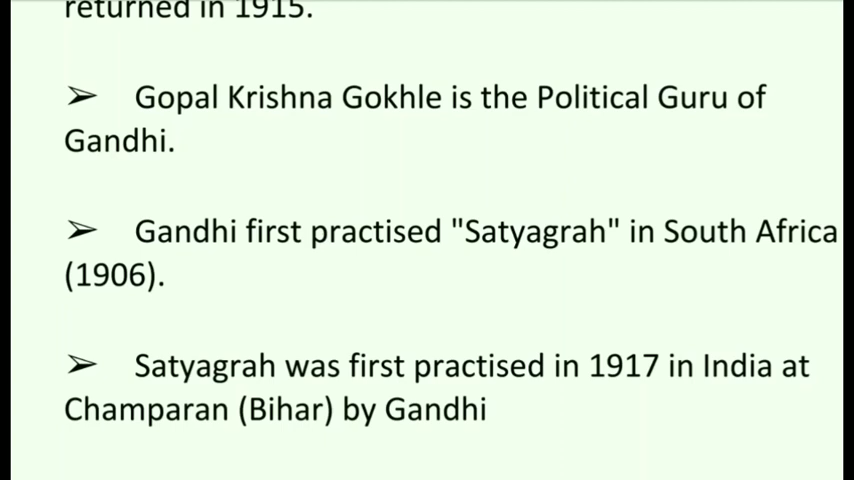 returned in 1915.
➢ Gopal Krishna Gokhle is the Political Guru of
Gandhi.
➢ Gandhi first practised "Satyagrah" in South Africa
(1906).
➢ Satyagrah was first practised in 1917 in India at
Champaran (Bihar) by Gandhi